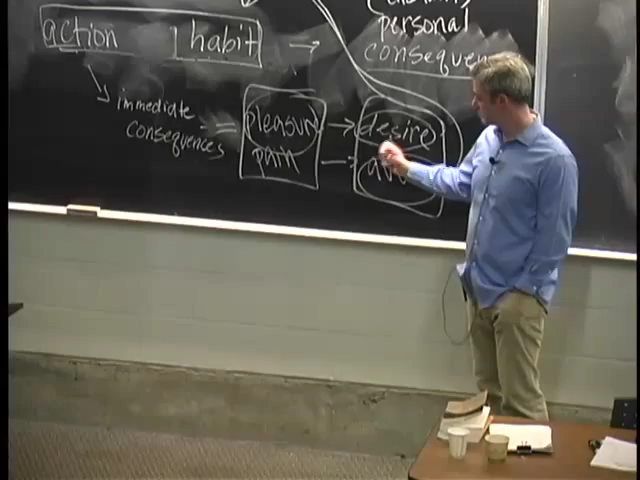 personal
action habit →
consequen
immediate
pleasure → desire
consequences =
pain →